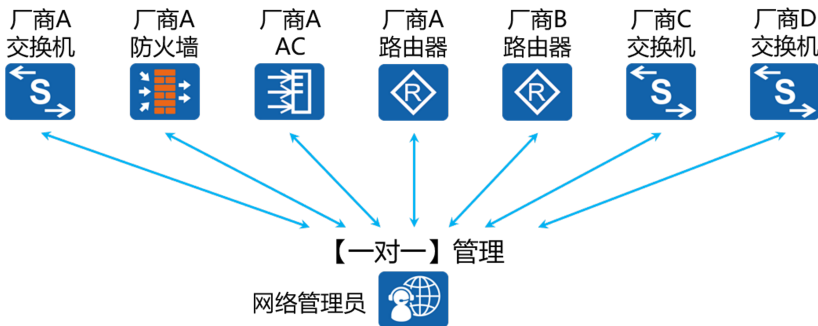 厂商A 厂商A 厂商A 厂商A 厂商B 厂商C 厂商D
交换机 防火墙 AC 路由器 路由器 交换机 交换机
S R R S S
【一对一】管理
网络管理员